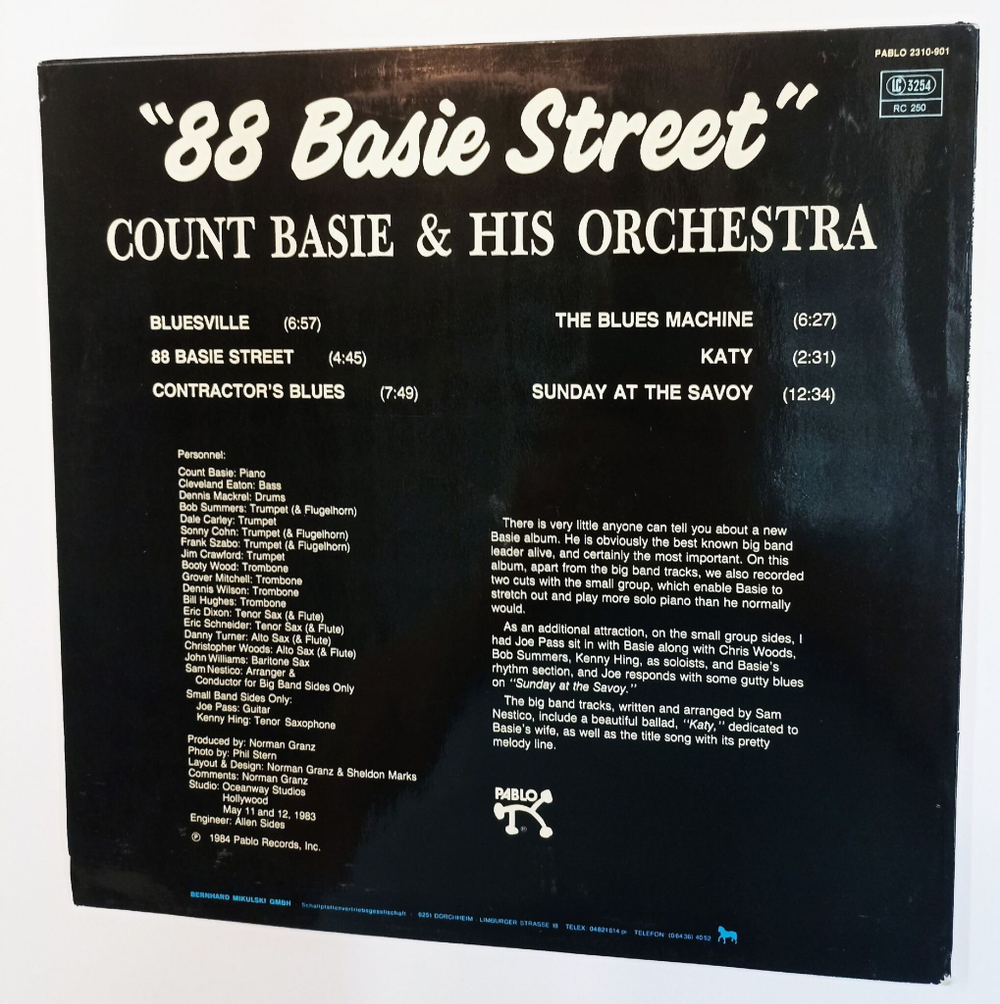 PABLO 2310-901
LC 3254
RC 250
"88 Basie Street"
COUNT BASIE & HIS ORCHESTRA
BLUESVILLE (6:57)
88 BASIE STREET (4:45)
CONTRACTOR'S BLUES (7:49)
THE BLUES MACHINE (6:27)
KATY (2:31)
SUNDAY AT THE SAVOY (12:34)
Personnel:
Count Basie: Piano
Cleveland Eaton: Bass
Dennis Mackrel: Drums
Bob Summers: Trumpet (& Flugelhorn)
Dale Carley: Trumpet
Sonny Cohn: Trumpet (& Flugelhorn)
Frank Szabo: Trumpet (& Flugelhorn)
Jim Crawford: Trumpet
Booty Wood: Trombone
Grover Mitchell: Trombone
Dennis Wilson: Trombone
Bill Hughes: Trombone
Eric Dixon: Tenor Sax (& Flute)
Eric Schneider: Tenor Sax (& Flute)
Danny Turner: Alto Sax (& Flute)
Christopher Woods: Alto Sax (& Flute)
John Williams: Baritone Sax
Sam Nestico: Arranger &
Conductor for Big Band Sides Only
Small Band Sides Only:
Joe Pass: Guitar
Kenny Hing: Tenor Saxophone
Produced by: Norman Granz
Photo by: Phil Stern
Layout & Design: Norman Granz & Sheldon Marks
Comments: Norman Granz
Studio: Oceanway Studios
Hollywood
May 11 and 12, 1983
Engineer: Allen Sides
℗ 1984 Pablo Records, Inc.
There is very little anyone can tell you about a new
Basie album. He is obviously the best known big band
leader alive, and certainly the most important. On this
album, apart from the big band tracks, we also recorded
two cuts with the small group, which enable Basie to
stretch out and play more solo piano than he normally
would.
As an additional attraction, on the small group sides, I
had Joe Pass sit in with Basie along with Chris Woods,
Bob Summers, Kenny Hing, as soloists, and Basie's
rhythm section, and Joe responds with some gutty blues
on "Sunday at the Savoy."
The big band tracks, written and arranged by Sam
Nestico, include a beautiful ballad, "Katy," dedicated to
Basie's wife, as well as the title song with its pretty
melody line.
PABLO
®
BERNHARD MIKULSKI GMBH · Schallplattenvertriebsgesellschaft · 6251 DORCHHEIM LIMBURGER STRASSE TELEX TELEFON (06436) 4052